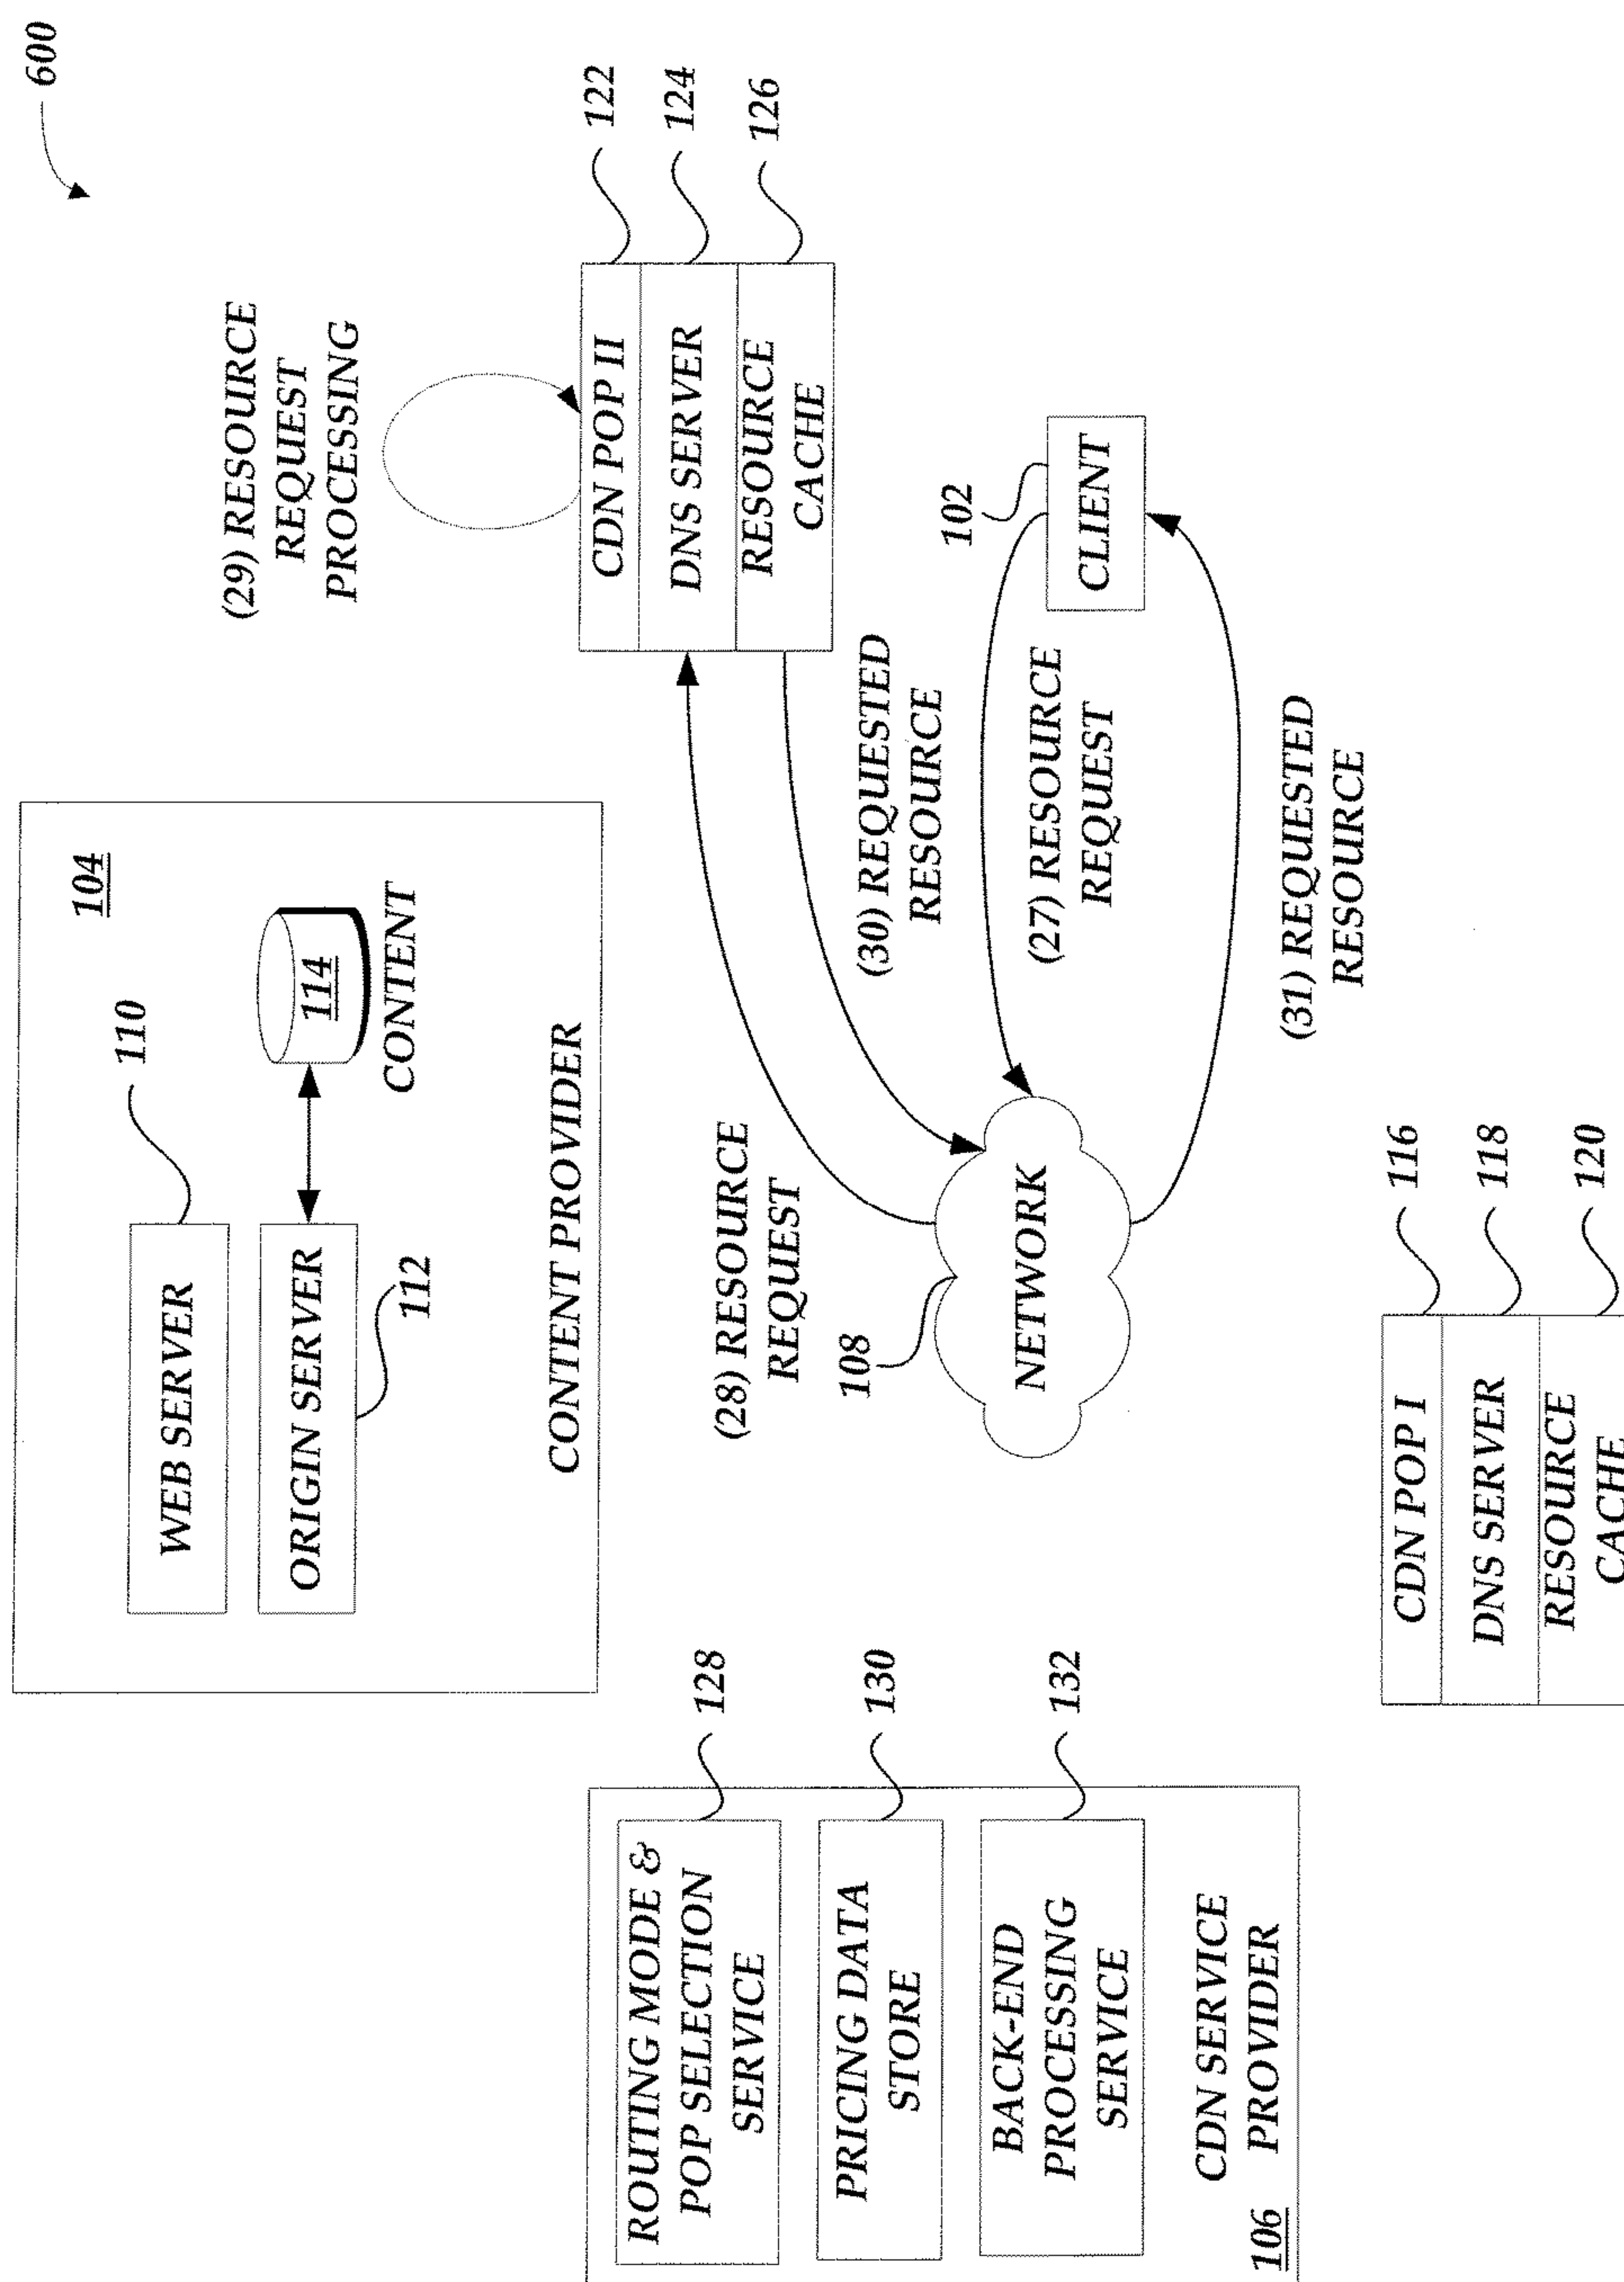 600
104
WEB SERVER
110
ORIGIN SERVER
112
114
CONTENT
CONTENT PROVIDER
(29) RESOURCE
REQUEST
PROCESSING
CDN POP II
122
DNS SERVER
124
RESOURCE
CACHE
126
ROUTING MODE &
POP SELECTION
SERVICE
128
PRICING DATA
STORE
130
BACK-END
PROCESSING
SERVICE
132
CDN SERVICE
PROVIDER
106
(28) RESOURCE
REQUEST
108
NETWORK
(30) REQUESTED
RESOURCE
(27) RESOURCE
REQUEST
102
CLIENT
(31) REQUESTED
RESOURCE
CDN POP I
116
DNS SERVER
118
RESOURCE
CACHE
120